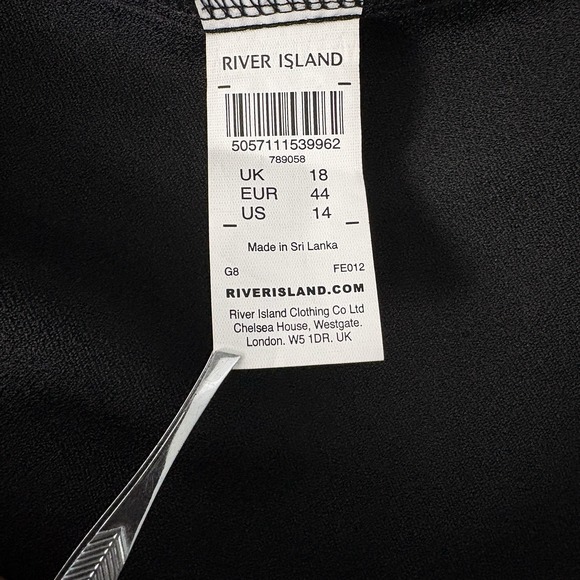 RIVER ISLAND
5057111539962
789058
UK 18
EUR 44
US 14
Made in Sri Lanka
G8 FE012
RIVERISLAND.COM
River Island Clothing Co Ltd
Chelsea House, Westgate.
London. W5 1DR. UK